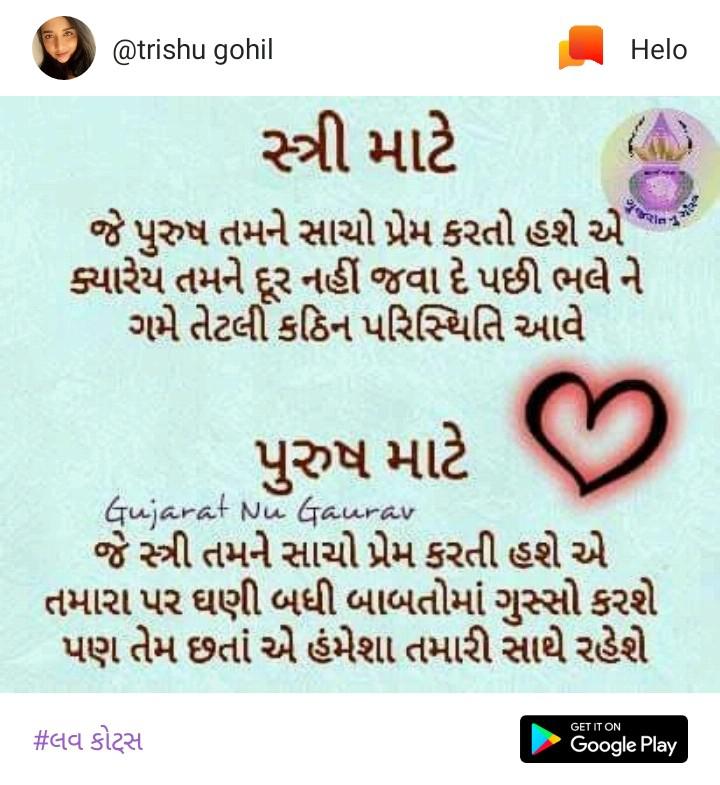 @trishu gohil
Helo
સ્ત્રી માટે
જે પુરુષ તમને સાચો પ્રેમ કરતો હશે એ
ક્યારેય તમને દૂર નહીં જવા દે પછી ભલે ને
ગમે તેટલી કઠિન પરિસ્થિતિ આવે
ગુજરાત નુ ગૌરવ
પુરુષ માટે
Gujarat Nu Gaurav
જે સ્ત્રી તમને સાચો પ્રેમ કરતી હશે એ
તમારા પર ઘણી બધી બાબતોમાં ગુસ્સો કરશે
પણ તેમ છતાં એ હંમેશા તમારી સાથે રહેશે
#લવ કોટ્સ
GET IT ON
Google Play